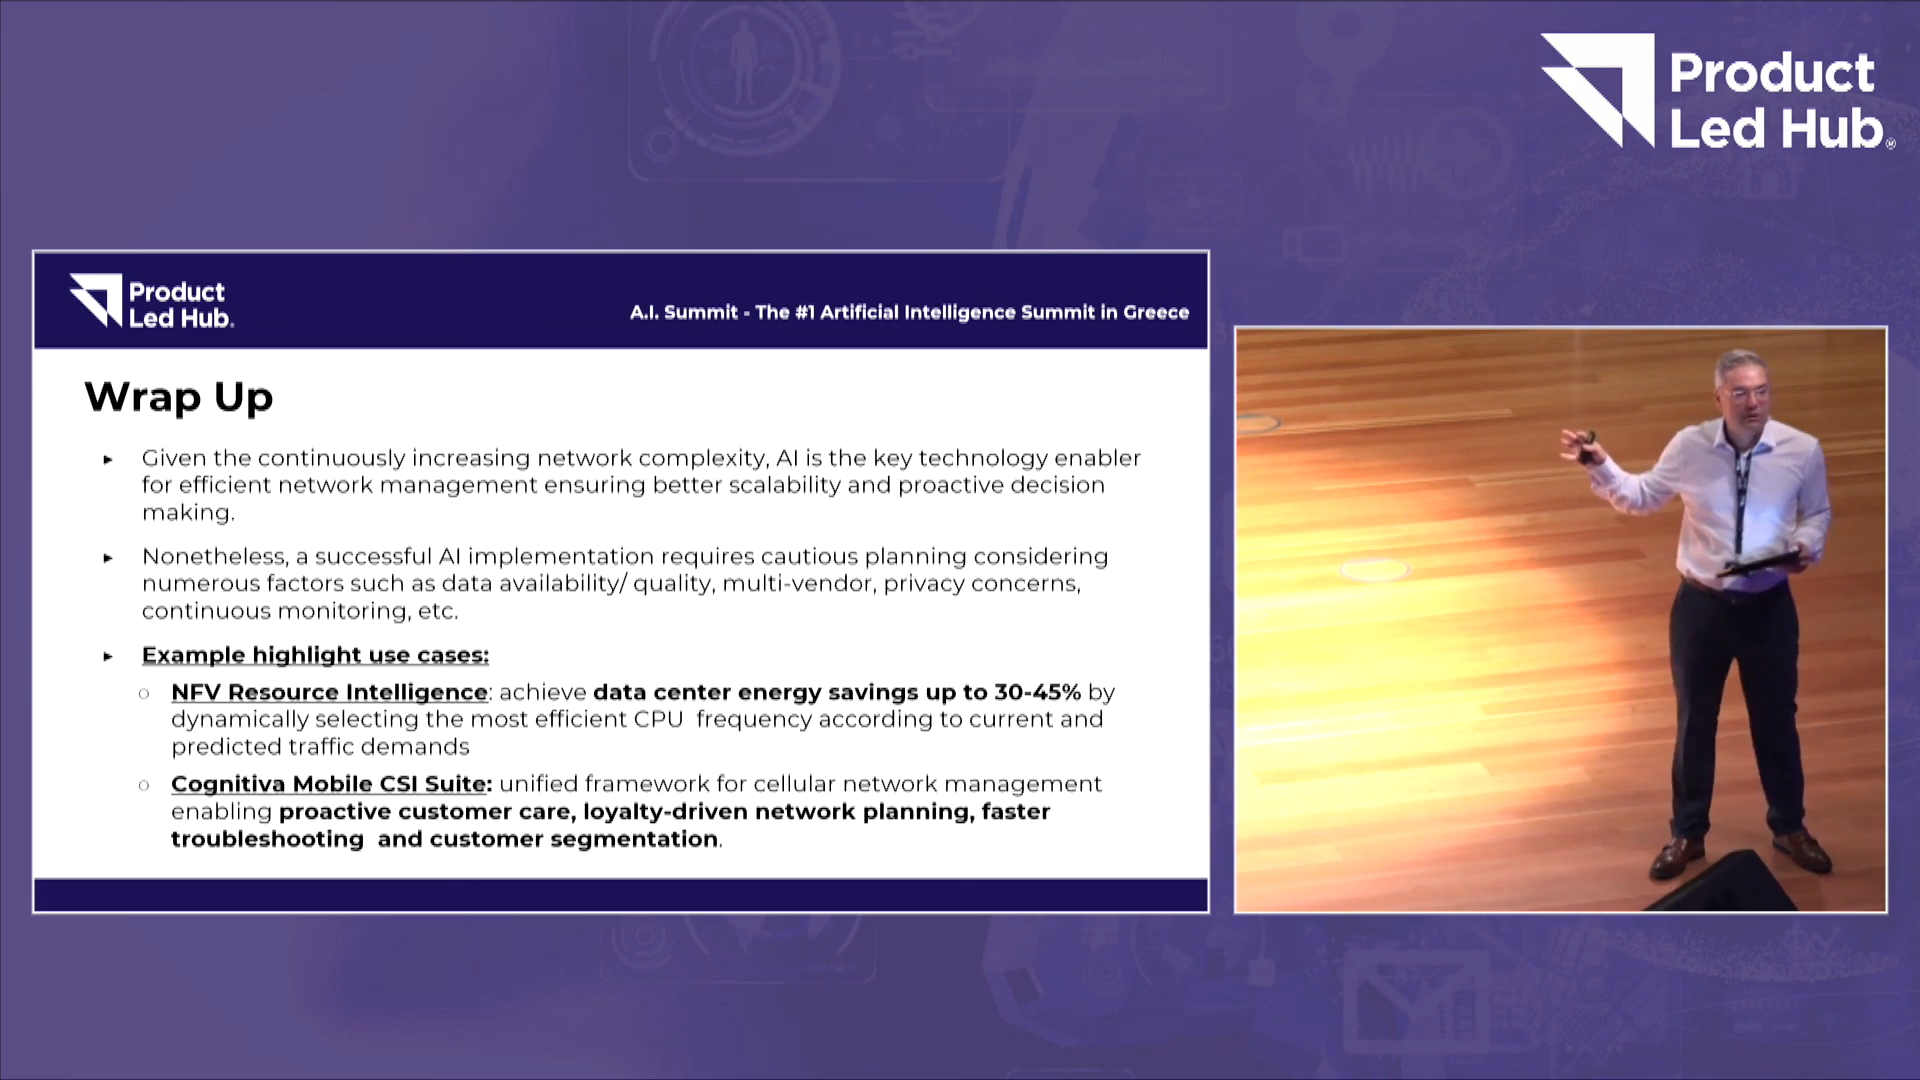 Product
Led Hub®
Product
Led Hub.
A.I. Summit - The #1 Artificial Intelligence Summit in Greece
Wrap Up
► Given the continuously increasing network complexity, AI is the key technology enabler
for efficient network management ensuring better scalability and proactive decision
making.
► Nonetheless, a successful AI implementation requires cautious planning considering
numerous factors such as data availability/ quality, multi-vendor, privacy concerns,
continuous monitoring, etc.
► Example highlight use cases:
○ NFV Resource Intelligence: achieve data center energy savings up to 30-45% by
dynamically selecting the most efficient CPU  frequency according to current and
predicted traffic demands
○ Cognitiva Mobile CSI Suite: unified framework for cellular network management
enabling proactive customer care, loyalty-driven network planning, faster
troubleshooting  and customer segmentation.